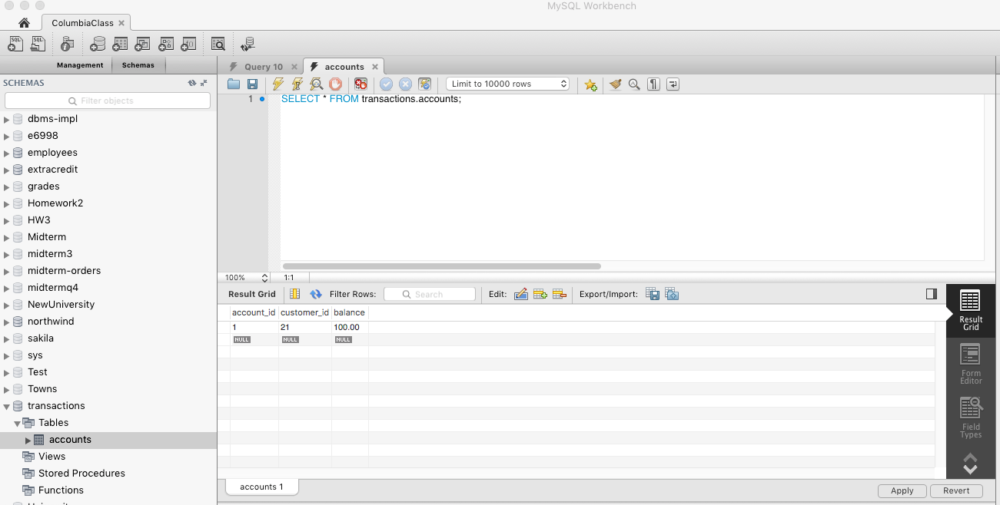 MySQL Workbench
ColumbiaClass
SQL SQL
Management Schemas
SCHEMAS
Filter objects
dbms-impl
e6998
employees
extracredit
grades
Homework2
HW3
Midterm
midterm3
midterm-orders
midtermq4
NewUniversity
northwind
sakila
sys
Test
Towns
transactions
Tables
accounts
Views
Stored Procedures
Functions
Query 10 accounts
Limit to 10000 rows
1 SELECT * FROM transactions.accounts;
100% 1:1
Result Grid Filter Rows: Search Edit: Export/Import:
account_id customer_id balance
1 21 100.00
NULL NULL NULL
Result
Grid
Form
Editor
Field
Types
accounts 1
Apply Revert